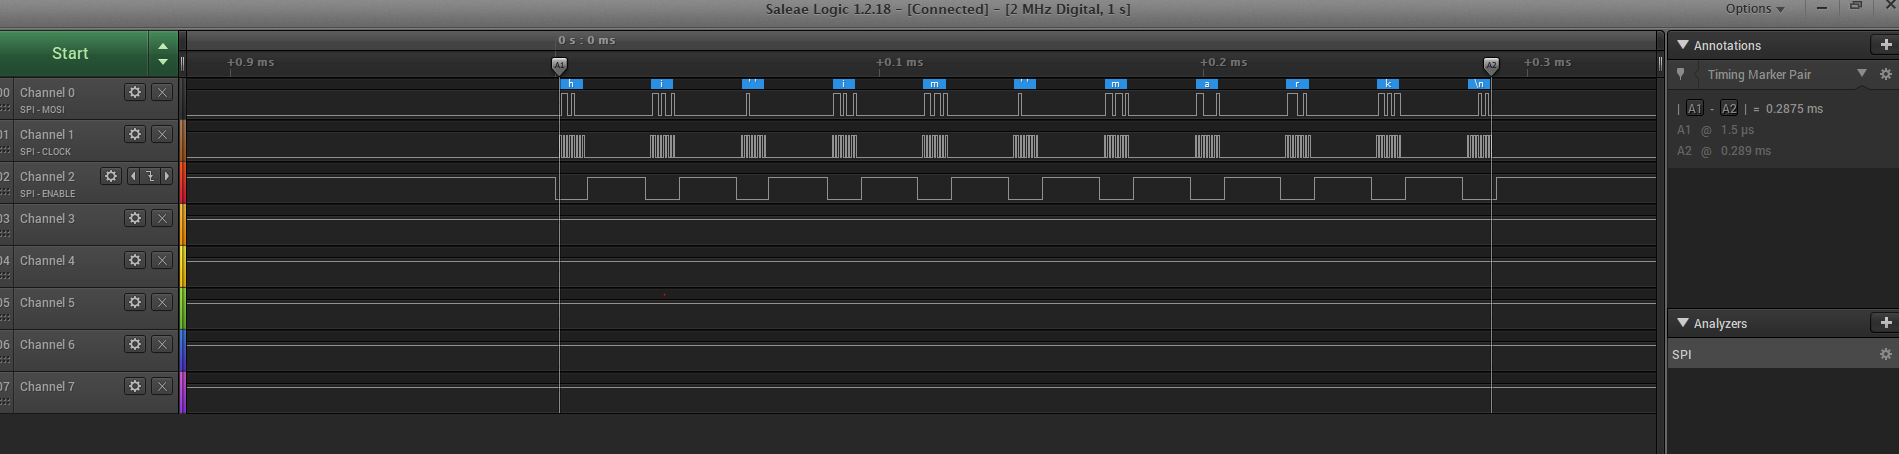 Saleae Logic 1.2.18 - [Connected] - [2 MHz Digital, 1 s]
Options
Start
0 s : 0 ms
+0.9 ms +0.1 ms +0.2 ms +0.3 ms
A1 A2
h i ' ' i m ' ' m a r k \n
00 Channel 0
SPI - MOSI
01 Channel 1
SPI - CLOCK
02 Channel 2
SPI - ENABLE
03 Channel 3
04 Channel 4
05 Channel 5
06 Channel 6
07 Channel 7
Annotations
Timing Marker Pair
| A1 - A2 | = 0.2875 ms
A1 @ 1.5 µs
A2 @ 0.289 ms
Analyzers
SPI